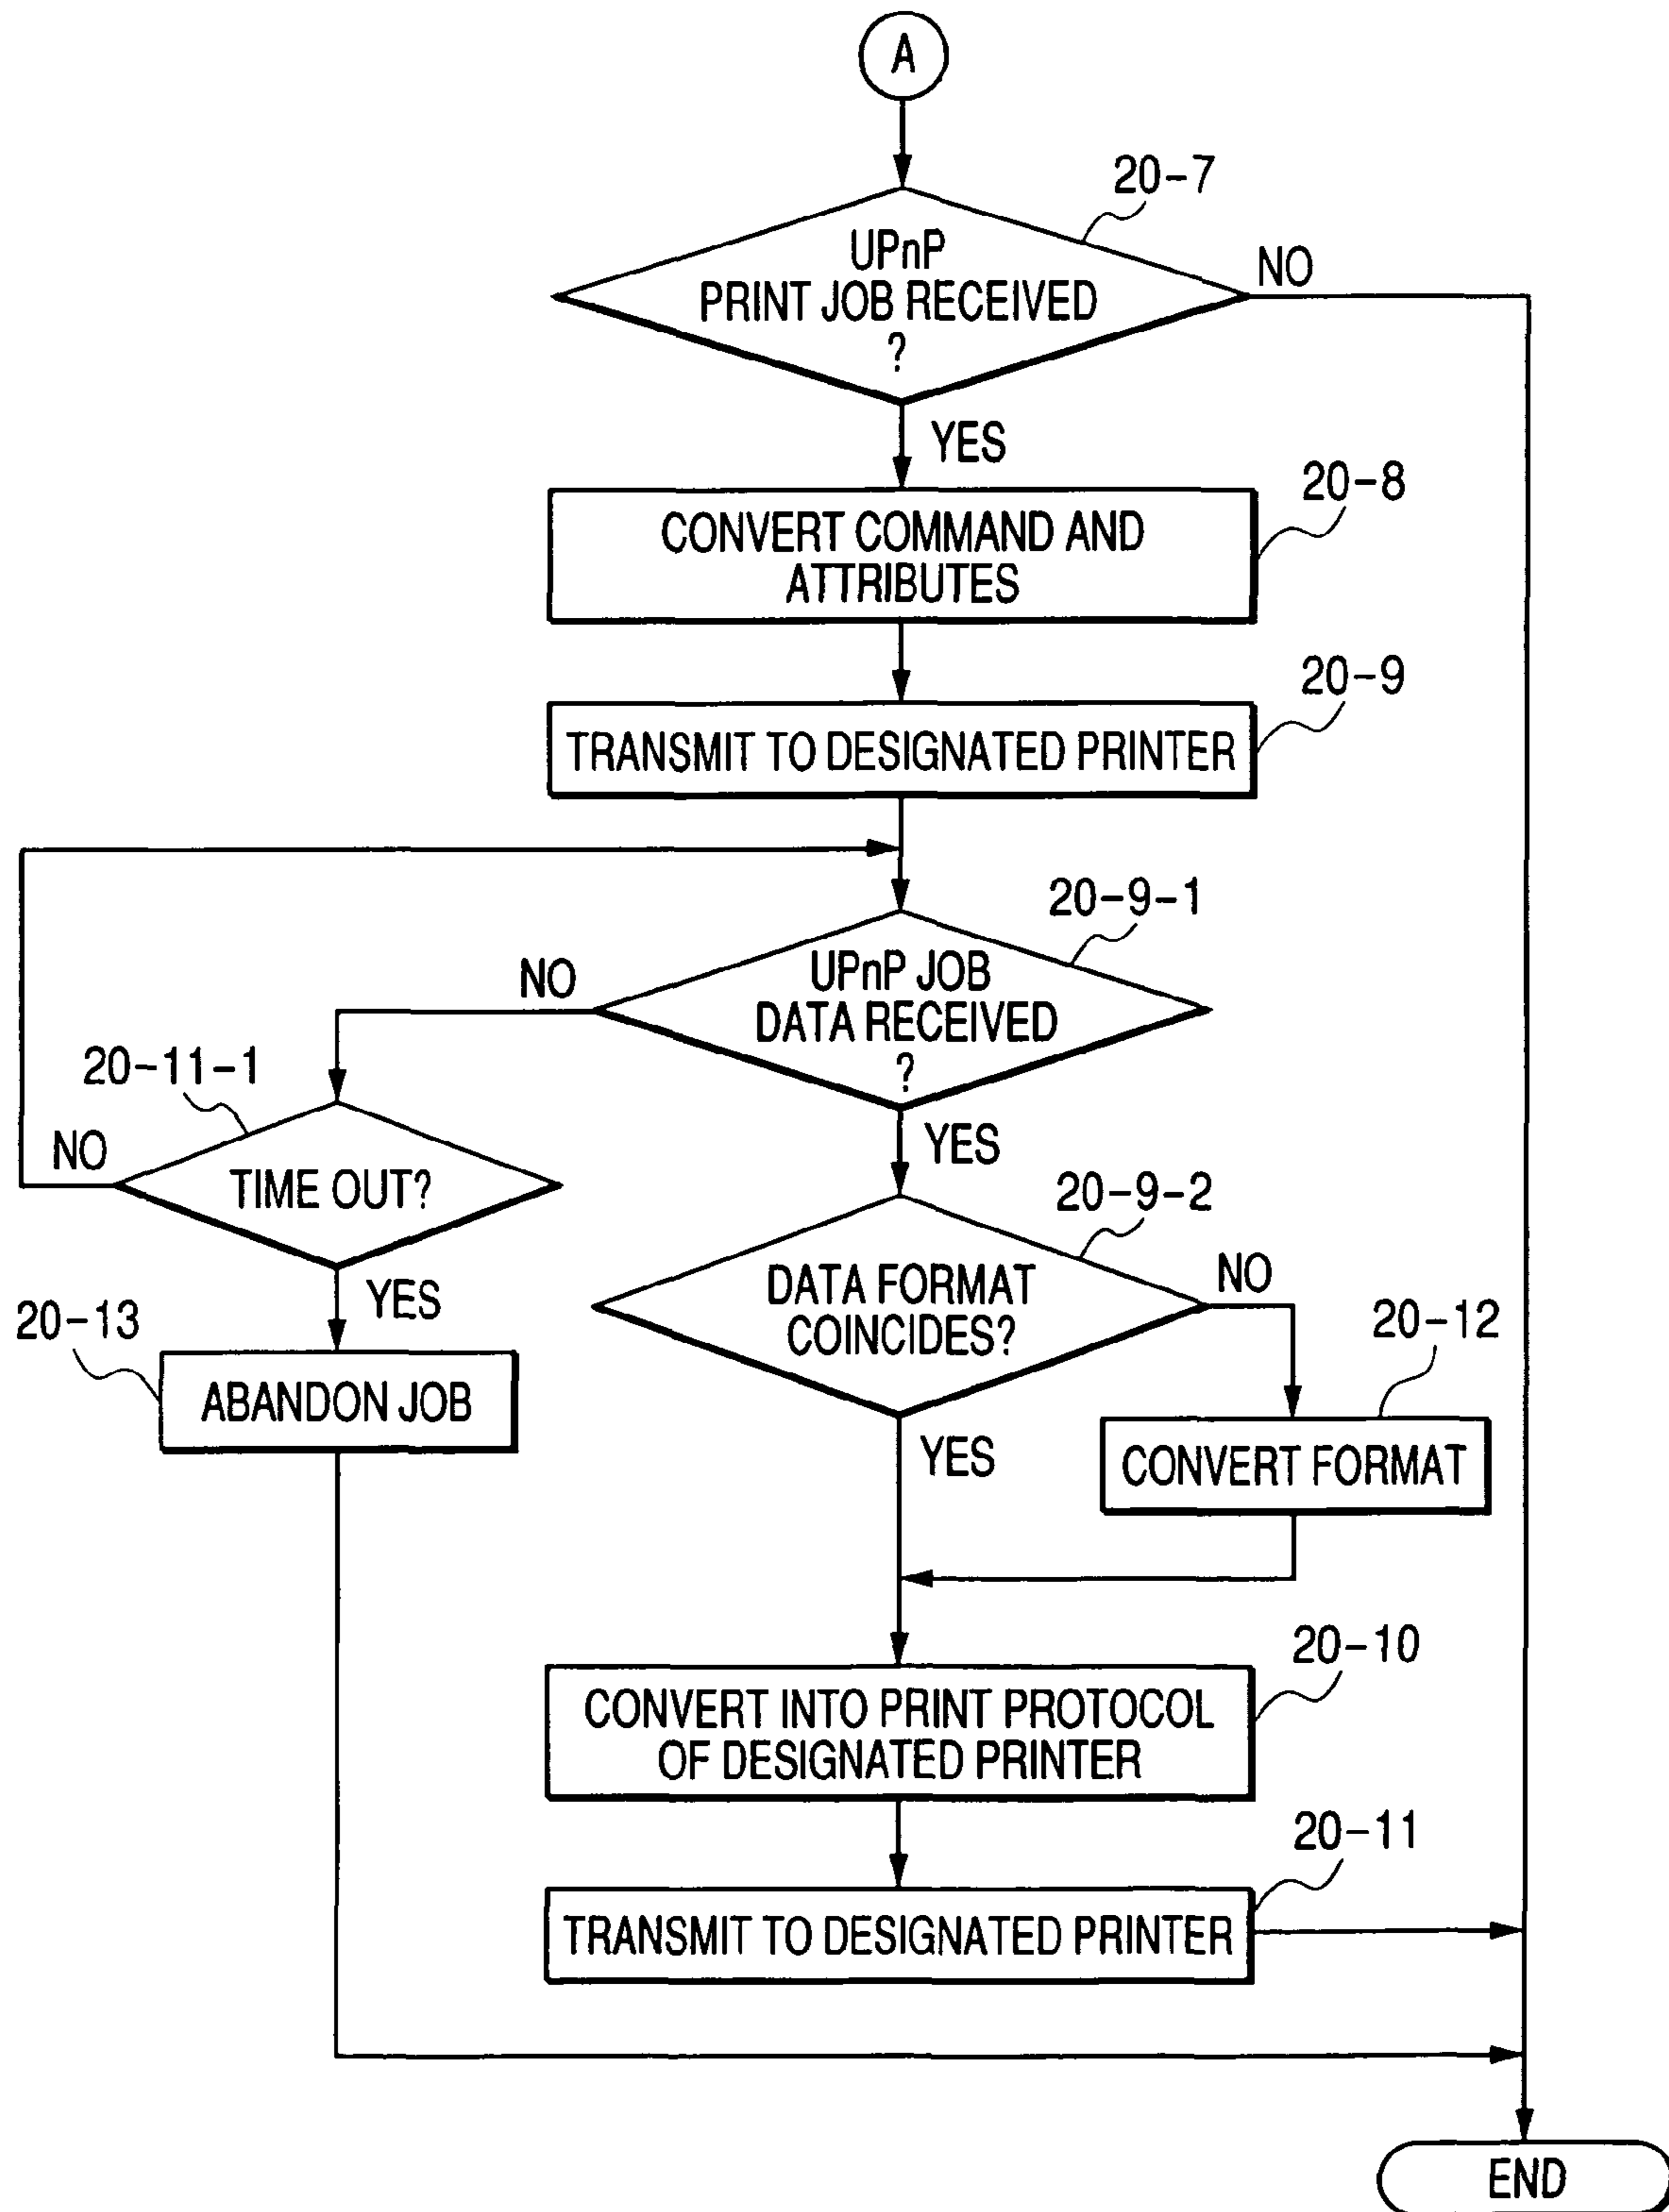 A
20-7
UPnP
PRINT JOB RECEIVED
?
NO
YES
20-8
CONVERT COMMAND AND
ATTRIBUTES
20-9
TRANSMIT TO DESIGNATED PRINTER
20-9-1
UPnP JOB
DATA RECEIVED
?
NO
YES
20-11-1
TIME OUT?
NO
YES
20-9-2
DATA FORMAT
COINCIDES?
NO
YES
20-12
CONVERT FORMAT
20-13
ABANDON JOB
20-10
CONVERT INTO PRINT PROTOCOL
OF DESIGNATED PRINTER
20-11
TRANSMIT TO DESIGNATED PRINTER
END